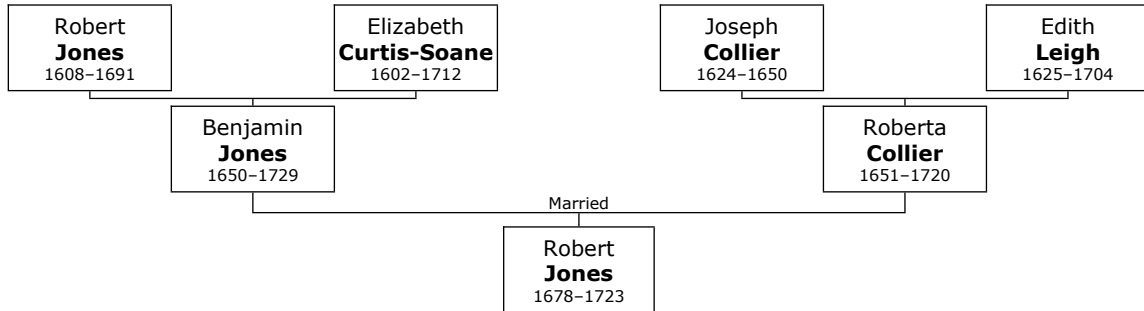 Robert
Jones
1608–1691
Elizabeth
Curtis-Soane
1602–1712
Joseph
Collier
1624–1650
Edith
Leigh
1625–1704
Benjamin
Jones
1650–1729
Roberta
Collier
1651–1720
Married
Robert
Jones
1678–1723